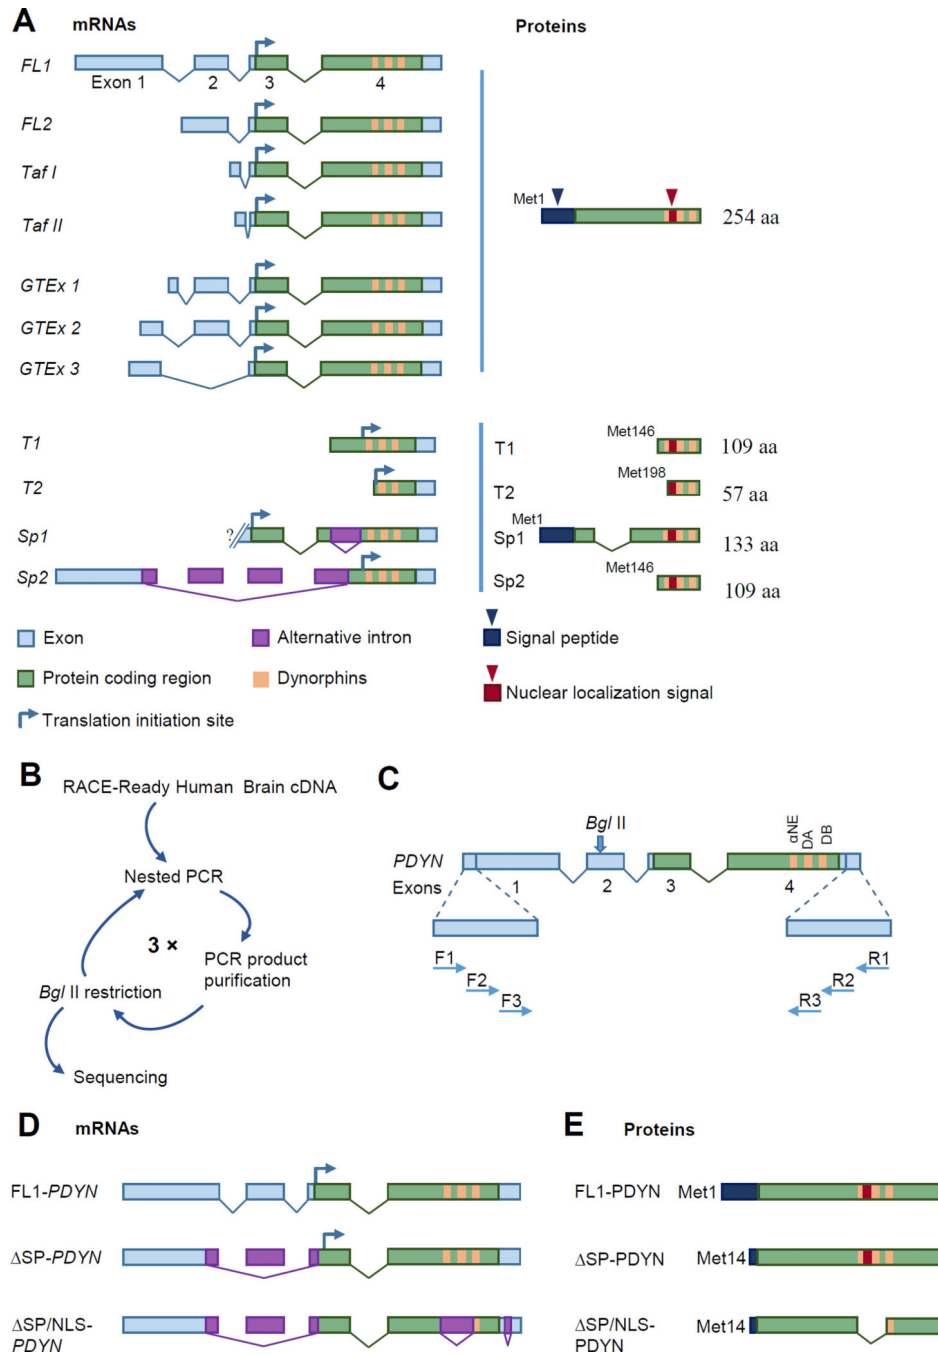 A
mRNAs
Proteins
FL1
Exon 1
2
3
4
FL2
Taf I
Taf II
Met1
254 aa
GTEx 1
GTEx 2
GTEx 3
T1
T1
Met146
109 aa
T2
T2
Met198
57 aa
Sp1
?
Met1
Sp1
133 aa
Sp2
Sp2
Met146
109 aa
Exon
Alternative intron
Signal peptide
Protein coding region
Dynorphins
Nuclear localization signal
Translation initiation site
B
RACE-Ready Human Brain cDNA
Nested PCR
3 ×
PCR product
purification
Bgl II restriction
Sequencing
C
Bgl II
αNE
DA
DB
PDYN
Exons
1
2
3
4
F1
F2
F3
R1
R2
R3
D
mRNAs
FL1-PDYN
ΔSP-PDYN
ΔSP/NLS-
PDYN
E
Proteins
FL1-PDYN
Met1
ΔSP-PDYN
Met14
ΔSP/NLS-
PDYN
Met14